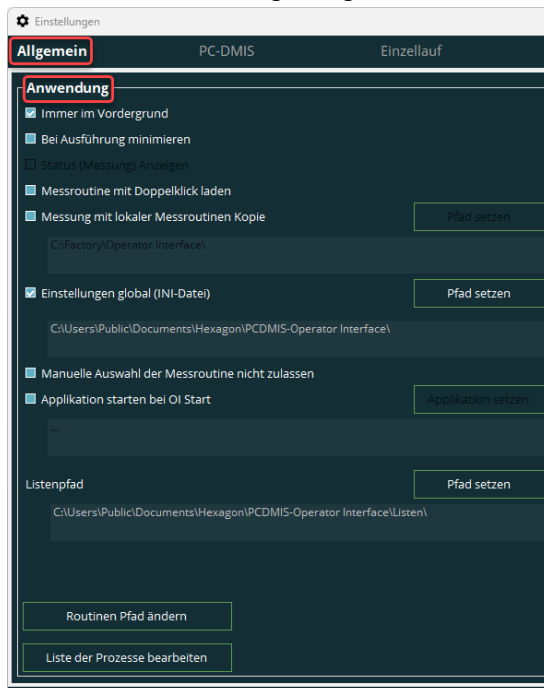 Einstellungen
Allgemein PC-DMIS Einzellauf
Anwendung
Immer im Vordergrund
Bei Ausführung minimieren
Status (Messung) Anzeigen
Messroutine mit Doppelklick laden
Messung mit lokaler Messroutinen Kopie Pfad setzen
C:\Factory\Operator Interface\
Einstellungen global (INI-Datei) Pfad setzen
C:\Users\Public\Documents\Hexagon\PCDMIS-Operator Interface\
Manuelle Auswahl der Messroutine nicht zulassen
Applikation starten bei OI Start Applikation setzen
...
Listenpfad Pfad setzen
C:\Users\Public\Documents\Hexagon\PCDMIS-Operator Interface\Listen\
Routinen Pfad ändern
Liste der Prozesse bearbeiten